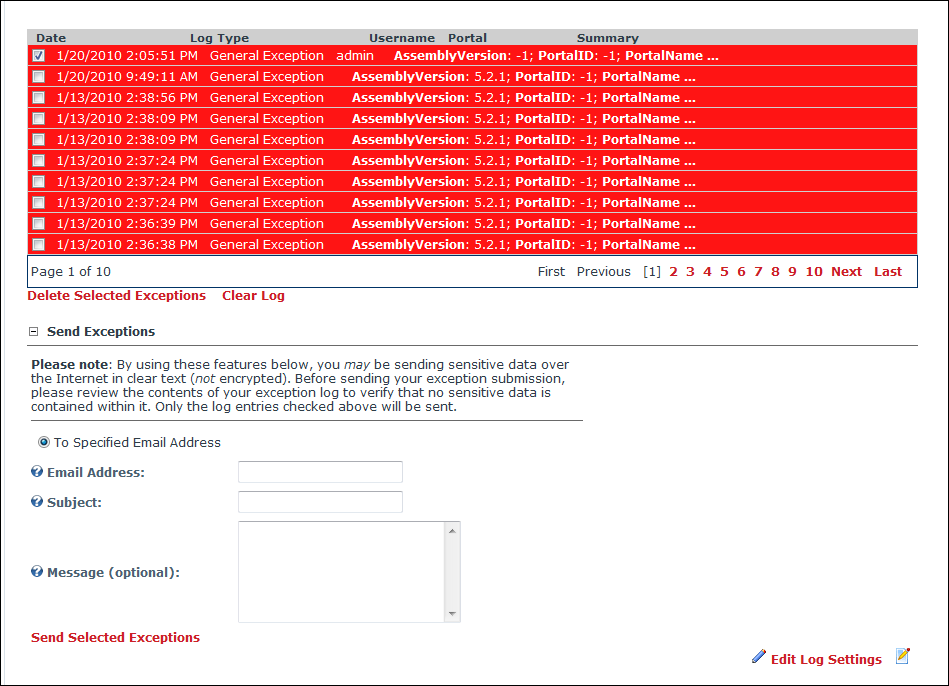 Date Log Type Username Portal Summary
1/20/2010 2:05:51 PM General Exception admin AssemblyVersion: -1; PortalID: -1; PortalName ...
1/20/2010 9:49:11 AM General Exception AssemblyVersion: 5.2.1; PortalID: -1; PortalName ...
1/13/2010 2:38:56 PM General Exception AssemblyVersion: 5.2.1; PortalID: -1; PortalName ...
1/13/2010 2:38:09 PM General Exception AssemblyVersion: 5.2.1; PortalID: -1; PortalName ...
1/13/2010 2:38:09 PM General Exception AssemblyVersion: 5.2.1; PortalID: -1; PortalName ...
1/13/2010 2:37:24 PM General Exception AssemblyVersion: 5.2.1; PortalID: -1; PortalName ...
1/13/2010 2:37:24 PM General Exception AssemblyVersion: 5.2.1; PortalID: -1; PortalName ...
1/13/2010 2:37:24 PM General Exception AssemblyVersion: 5.2.1; PortalID: -1; PortalName ...
1/13/2010 2:36:39 PM General Exception AssemblyVersion: 5.2.1; PortalID: -1; PortalName ...
1/13/2010 2:36:38 PM General Exception AssemblyVersion: 5.2.1; PortalID: -1; PortalName ...
Page 1 of 10 First Previous [1] 2 3 4 5 6 7 8 9 10 Next Last
Delete Selected Exceptions Clear Log
Send Exceptions
Please note: By using these features below, you may be sending sensitive data over
the Internet in clear text (not encrypted). Before sending your exception submission,
please review the contents of your exception log to verify that no sensitive data is
contained within it. Only the log entries checked above will be sent.
To Specified Email Address
Email Address:
Subject:
Message (optional):
Send Selected Exceptions
Edit Log Settings